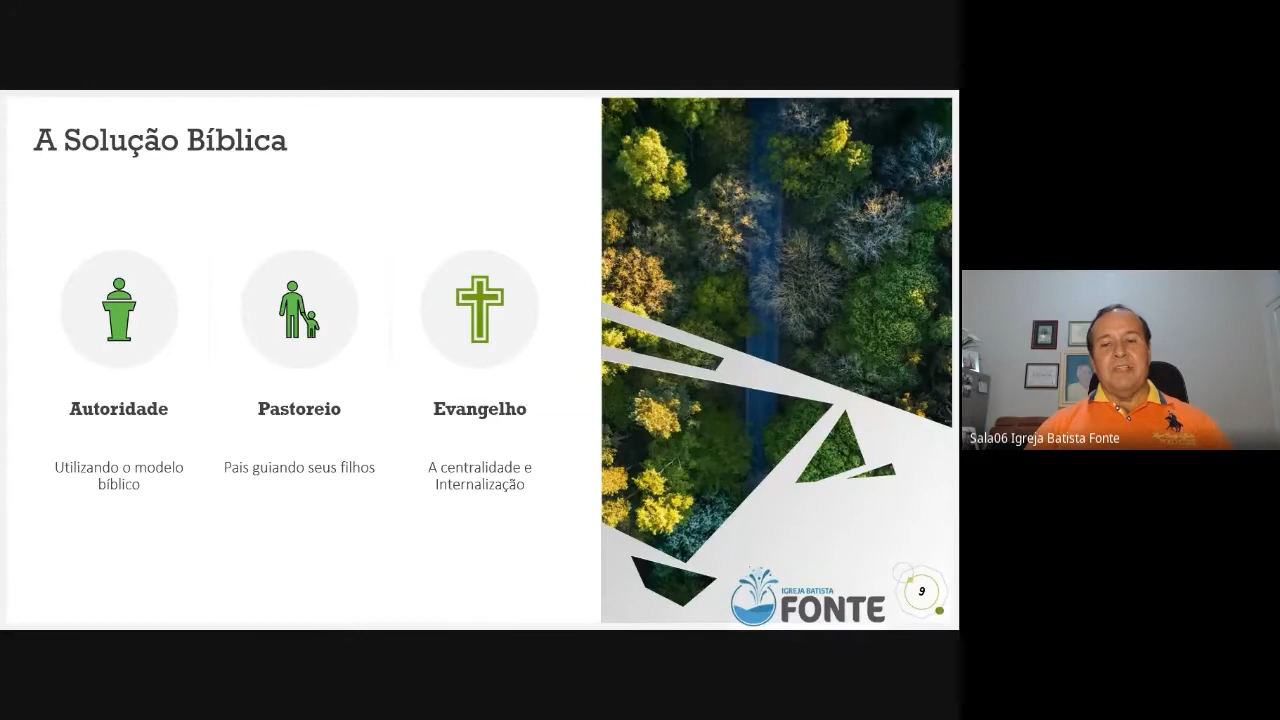 A Solução Bíblica
Autoridade
Pastoreio
Evangelho
Utilizando o modelo
bíblico
Pais guiando seus filhos
A centralidade e
Internalização
IGREJA BATISTA
FONTE
9
Sala06 Igreja Batista Fonte